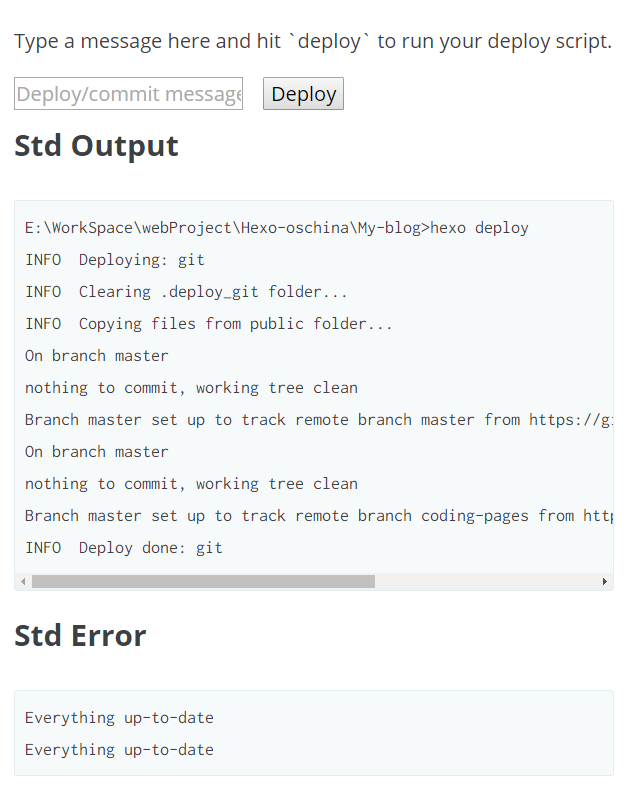 Type a message here and hit `deploy` to run your deploy script.
Deploy/commit message
Deploy
Std Output
E:\WorkSpace\webProject\Hexo-oschina\My-blog>hexo deploy
INFO  Deploying: git
INFO  Clearing .deploy_git folder...
INFO  Copying files from public folder...
On branch master
nothing to commit, working tree clean
Branch master set up to track remote branch master from https://gi
On branch master
nothing to commit, working tree clean
Branch master set up to track remote branch coding-pages from http
INFO  Deploy done: git
Std Error
Everything up-to-date
Everything up-to-date